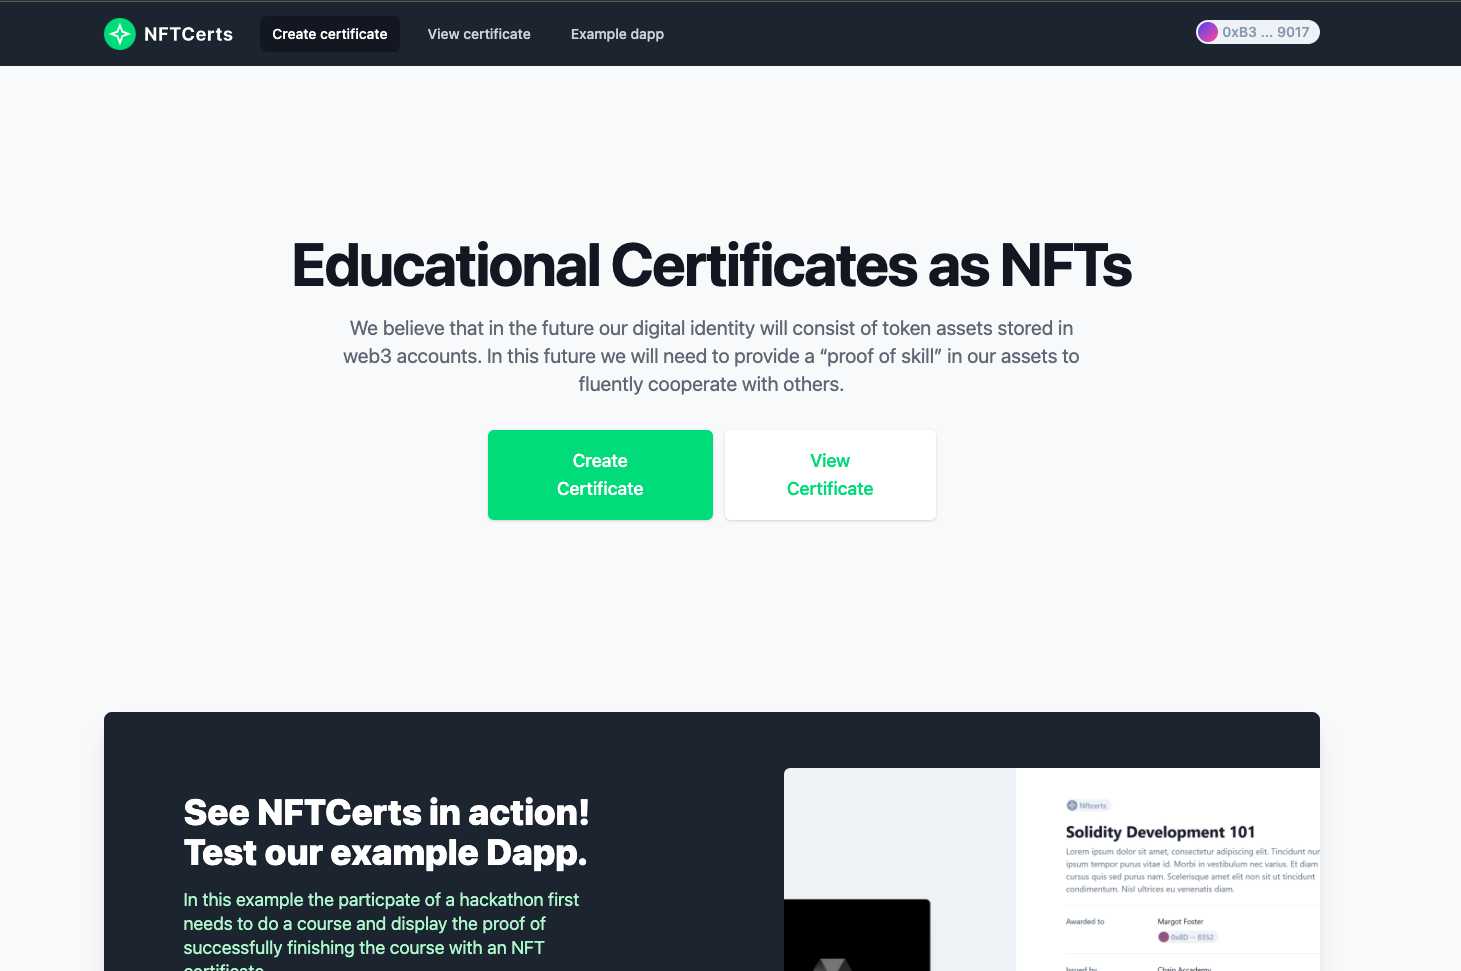 NFTCerts
Create certificate
View certificate
Example dapp
0xB3 ... 9017
Educational Certificates as NFTs
We believe that in the future our digital identity will consist of token assets stored in
web3 accounts. In this future we will need to provide a “proof of skill” in our assets to
fluently cooperate with others.
Create
Certificate
View
Certificate
See NFTCerts in action!
Test our example Dapp.
In this example the particpate of a hackathon first
needs to do a course and display the proof of
successfully finishing the course with an NFT
certificate
Nftcerts
Solidity Development 101
Lorem ipsum dolor sit amet, consectetur adipiscing elit. Tincidunt nun
ipsum tempor purus vitae id. Morbi in vestibulum nec varius. Et diam
cursus quis sed purus nam. Scelerisque amet elit non sit ut tincidunt
condimentum. Nisl ultrices eu venenatis diam.
Awarded to
Margot Foster
0xBD ··· 8352
Issued by
Chain Accademy